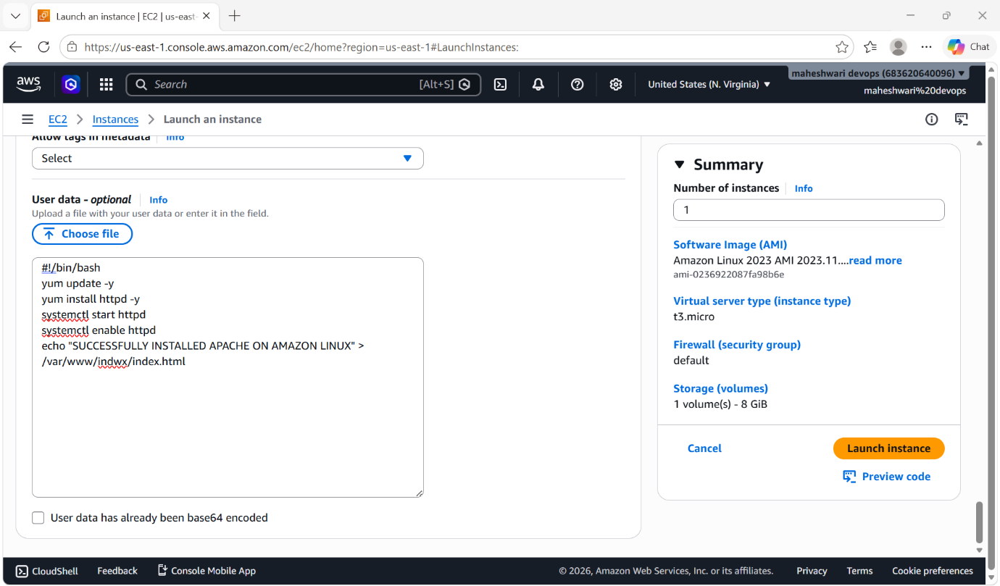 Launch an instance | EC2 | us-east-
https://us-east-1.console.aws.amazon.com/ec2/home?region=us-east-1#LaunchInstances:
Chat
aws
Search
[Alt+S]
United States (N. Virginia)
maheshwari devops (683620640096)
maheshwari%20devops
EC2
Instances
Launch an instance
Allow tags in metadata
Info
Select
User data - optional
Info
Upload a file with your user data or enter it in the field.
Choose file
#!/bin/bash
yum update -y
yum install httpd -y
systemctl start httpd
systemctl enable httpd
echo "SUCCESSFULLY INSTALLED APACHE ON AMAZON LINUX" >
/var/www/indwx/index.html
User data has already been base64 encoded
Summary
Number of instances
Info
1
Software Image (AMI)
Amazon Linux 2023 AMI 2023.11....read more
ami-0236922087fa98b6e
Virtual server type (instance type)
t3.micro
Firewall (security group)
default
Storage (volumes)
1 volume(s) - 8 GiB
Cancel
Launch instance
Preview code
CloudShell
Feedback
Console Mobile App
© 2026, Amazon Web Services, Inc. or its affiliates.
Privacy
Terms
Cookie preferences